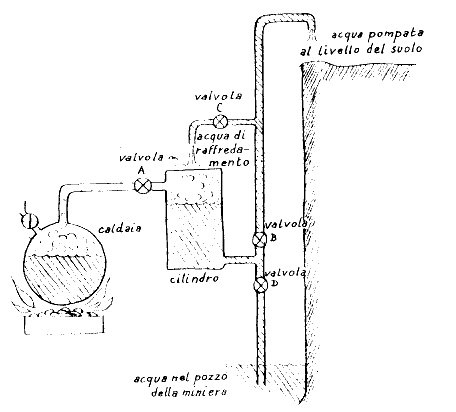 acqua pompata
al livello del suolo
valvola
C
acqua di
raffreda-
mento
valvola
A
caldaia
valvola
B
valvola
D
cilindro
acqua nel pozzo
della miniera